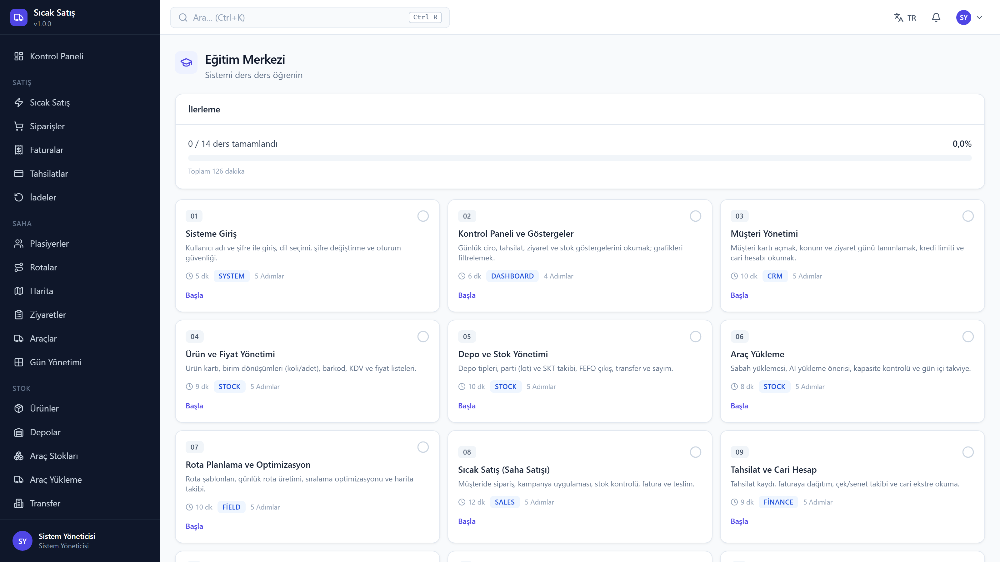 Sıcak Satış
v1.0.0
Kontrol Paneli
SATIŞ
Sıcak Satış
Siparişler
Faturalar
Tahsilatlar
İadeler
SAHA
Plasiyerler
Rotalar
Harita
Ziyaretler
Araçlar
Gün Yönetimi
STOK
Ürünler
Depolar
Araç Stokları
Araç Yükleme
Transfer
SY
Sistem Yöneticisi
Sistem Yöneticisi
Ara... (Ctrl+K)
Ctrl K
TR
SY
Eğitim Merkezi
Sistemi ders ders öğrenin
İlerleme
0 / 14 ders tamamlandı
0,0%
Toplam 126 dakika
01
Sisteme Giriş
Kullanıcı adı ve şifre ile giriş, dil seçimi, şifre değiştirme ve oturum
güvenliği.
5 dk SYSTEM 5 Adımlar
Başla
02
Kontrol Paneli ve Göstergeler
Günlük ciro, tahsilat, ziyaret ve stok göstergelerini okumak; grafikleri
filtrelemek.
6 dk DASHBOARD 4 Adımlar
Başla
03
Müşteri Yönetimi
Müşteri kartı açmak, konum ve ziyaret günü tanımlamak, kredi limiti ve
cari hesabı okumak.
10 dk CRM 5 Adımlar
Başla
04
Ürün ve Fiyat Yönetimi
Ürün kartı, birim dönüşümleri (koli/adet), barkod, KDV ve fiyat listeleri.
9 dk STOCK 5 Adımlar
Başla
05
Depo ve Stok Yönetimi
Depo tipleri, parti (lot) ve SKT takibi, FEFO çıkış, transfer ve sayım.
10 dk STOCK 5 Adımlar
Başla
06
Araç Yükleme
Sabah yüklemesi, AI yükleme önerisi, kapasite kontrolü ve gün içi takviye.
8 dk STOCK 5 Adımlar
Başla
07
Rota Planlama ve Optimizasyon
Rota şablonları, günlük rota üretimi, sıralama optimizasyonu ve harita
takibi.
10 dk FİELD 5 Adımlar
Başla
08
Sıcak Satış (Saha Satışı)
Müşteride sipariş, kampanya uygulaması, stok kontrolü, fatura ve teslim.
12 dk SALES 5 Adımlar
Başla
09
Tahsilat ve Cari Hesap
Tahsilat kaydı, faturaya dağıtım, çek/senet takibi ve cari ekstre okuma.
9 dk FİNANCE 5 Adımlar
Başla